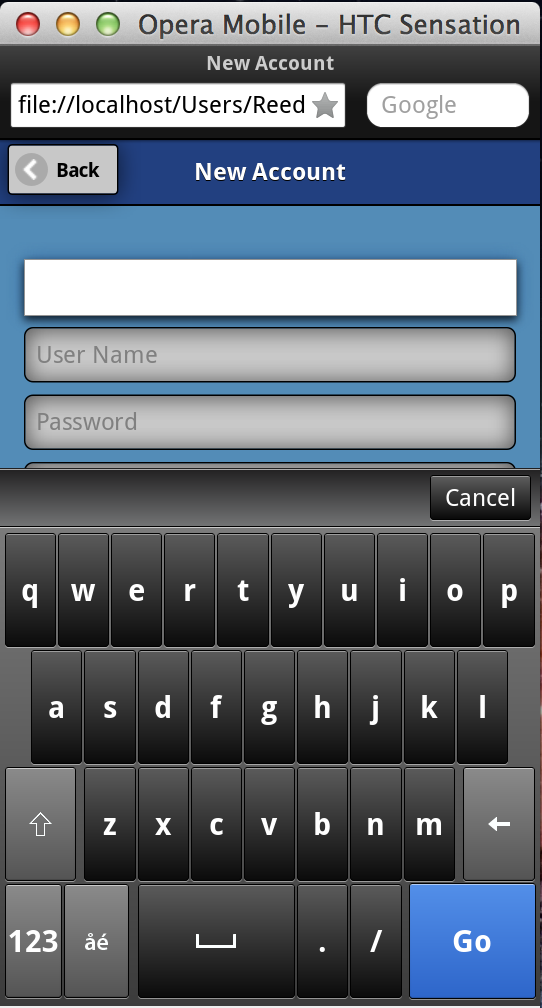 Opera Mobile – HTC Sensation
New Account
file://localhost/Users/Reed Google
Back New Account
User Name
Password
Cancel
q w e r t y u i o p
a s d f g h j k l
z x c v b n m
123 åé . / Go